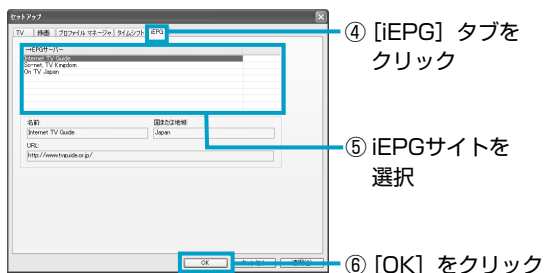 セットアップ
TV 録画 プロファイル マネージャ タイムシフト iEPG
EPGサーバー
Internet TV Guide
So-net, TV Kingdom
On TV Japan
名前:
国または地域:
Internet TV Guide
Japan
URL:
http://www.tvguide.or.jp/
OK
④ [iEPG] タブを
クリック
⑤ iEPGサイトを
選択
⑥ [OK] をクリック